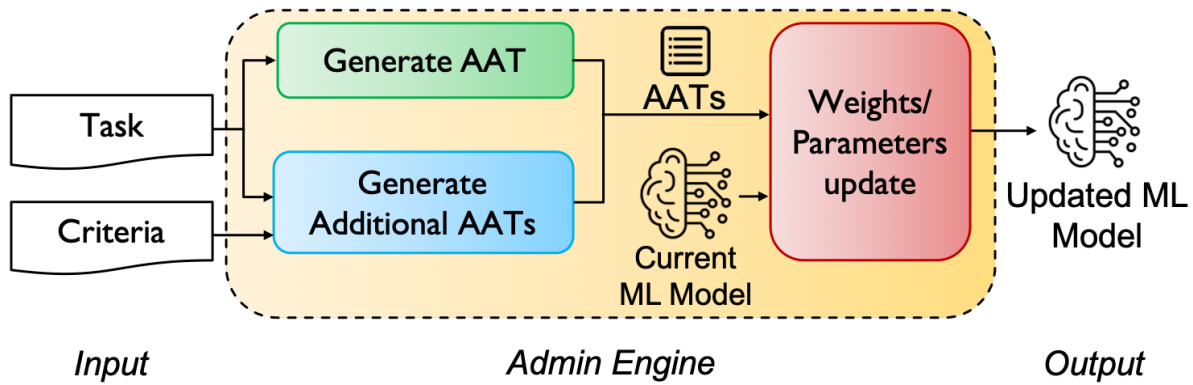 Task
Criteria
Generate AAT
Generate
Additional AATs
AATs
Current
ML Model
Weights/
Parameters
update
Updated ML
Model
Input
Admin Engine
Output